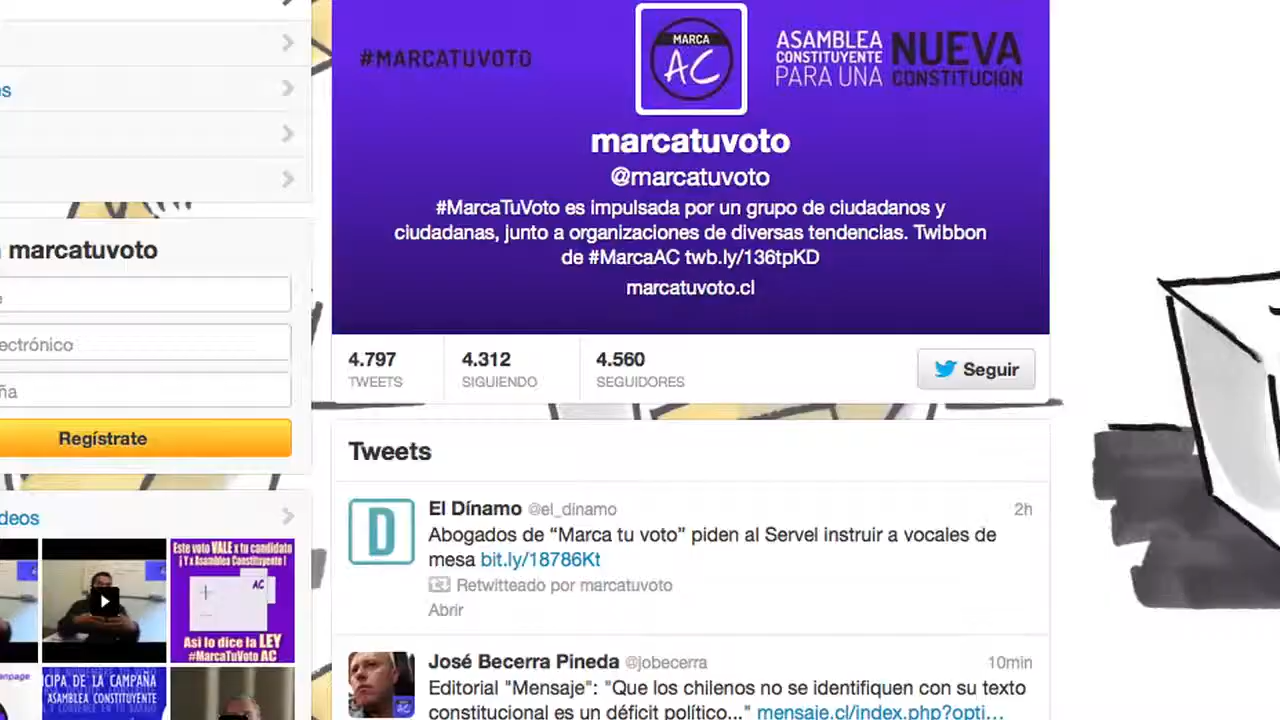 s
marcatuvoto
ectrónico
ña
Regístrate
deos
Este voto VALE x tu candidato
¡ Y x Asamblea Constituyente !
AC
Así lo dice la LEY
#MarcaTuVoto AC
CIPA DE LA CAMPAÑA
ASAMBLEA
CONSTITUYENTE
#MARCATUVOTO
MARCA
AC
ASAMBLEA
CONSTITUYENTE
PARA UNA
NUEVA
CONSTITUCIÓN
marcatuvoto
@marcatuvoto
#MarcaTuVoto es impulsada por un grupo de ciudadanos y
ciudadanas, junto a organizaciones de diversas tendencias. Twibbon
de #MarcaAC twb.ly/136tpKD
marcatuvoto.cl
4.797 4.312 4.560
TWEETS SIGUIENDO SEGUIDORES
Seguir
Tweets
D
El Dínamo @el_dinamo 2h
Abogados de “Marca tu voto” piden al Servel instruir a vocales de
mesa bit.ly/18786Kt
Retwitteado por marcatuvoto
Abrir
José Becerra Pineda @jobecerra 10min
Editorial "Mensaje": "Que los chilenos no se identifiquen con su texto
constitucional es un déficit político..." mensaje.cl/index.php?opti…